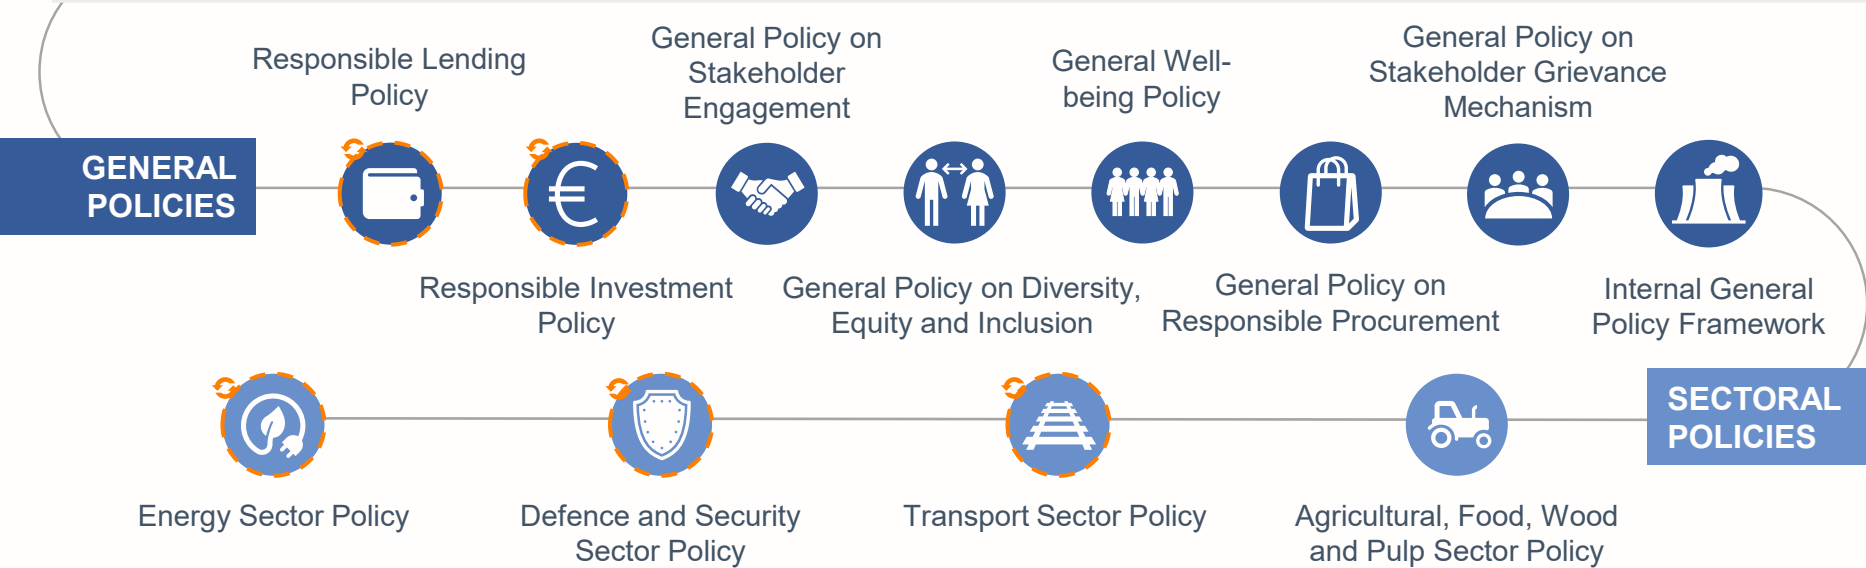 Responsible Lending
Policy
General Policy on
Stakeholder
Engagement
General Well-
being Policy
General Policy on
Stakeholder Grievance
Mechanism
GENERAL
POLICIES
Responsible Investment
Policy
General Policy on Diversity,
Equity and Inclusion
General Policy on
Responsible Procurement
Internal General
Policy Framework
SECTORAL
POLICIES
Energy Sector Policy
Defence and Security
Sector Policy
Transport Sector Policy
Agricultural, Food, Wood
and Pulp Sector Policy